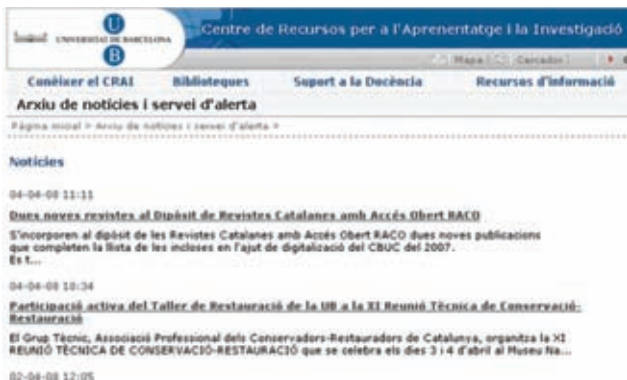 U
UNIVERSITAT DE BARCELONA
B
Centre de Recursos per a l'Aprenentatge i la Investigació
Mapa Cercador
Conèixer el CRAI Biblioteques Suport a la Docència Recursos d'informació
Arxiu de notícies i servei d'alerta
Pàgina inicial > Arxiu de notícies i servei d'alerta >
Notícies
04-04-08 11:11
Dues noves revistes al Dipòsit de Revistes Catalanes amb Accés Obert RACO
S'incorporen al dipòsit de les Revistes Catalanes amb Accés Obert RACO dues noves publicacions
que completen la llista de les incloses en l'ajut de digitalizació del CBUC del 2007.
És t...
04-04-08 10:34
Participació activa del Taller de Restauració de la UB a la XI Reunió Tècnica de Conservació-
Restauració
El Grup Tècnic, Associació Professional dels Conservadors-Restauradors de Catalunya, organitza la XI
REUNIÓ TÈCNICA DE CONSERVACIÓ-RESTAURACIÓ que se celebra els dies 3 i 4 d'abril al Museu Na...
02-04-08 12:05